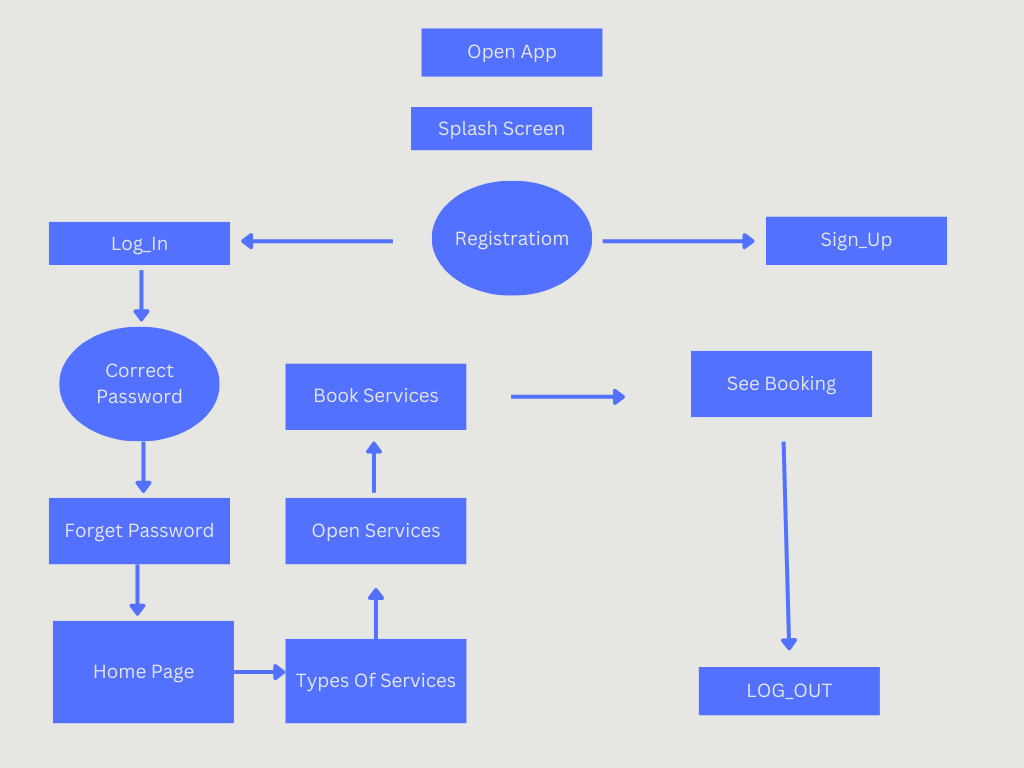 Open App
Splash Screen
Registratiom
Log_In
Sign_Up
Correct
Password
Book Services
See Booking
Forget Password
Open Services
Home Page
Types Of Services
LOG_OUT